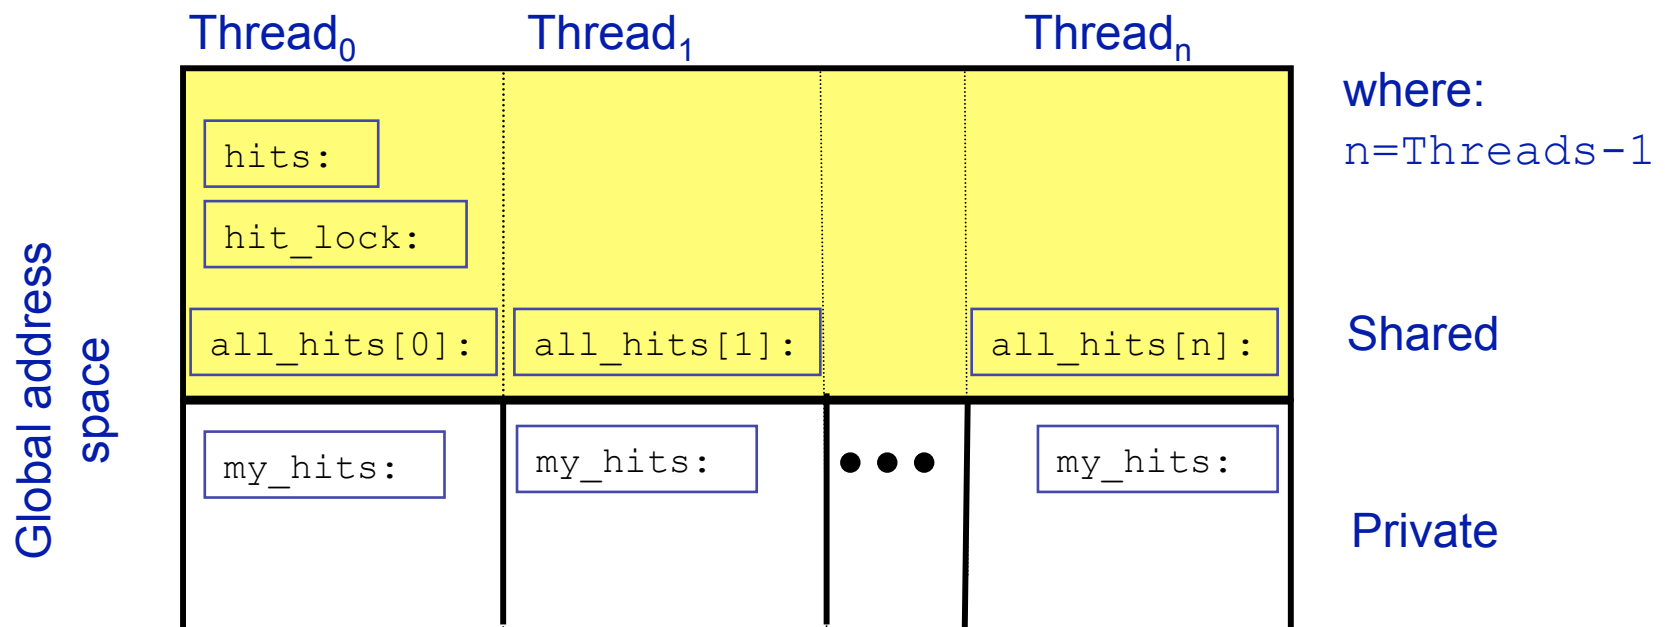 Thread0 Thread1 Threadn
where:
n=Threads-1
hits:
hit_lock:
all_hits[0]: all_hits[1]: all_hits[n]:
Shared
Global address
space
my_hits: my_hits: my_hits:
Private